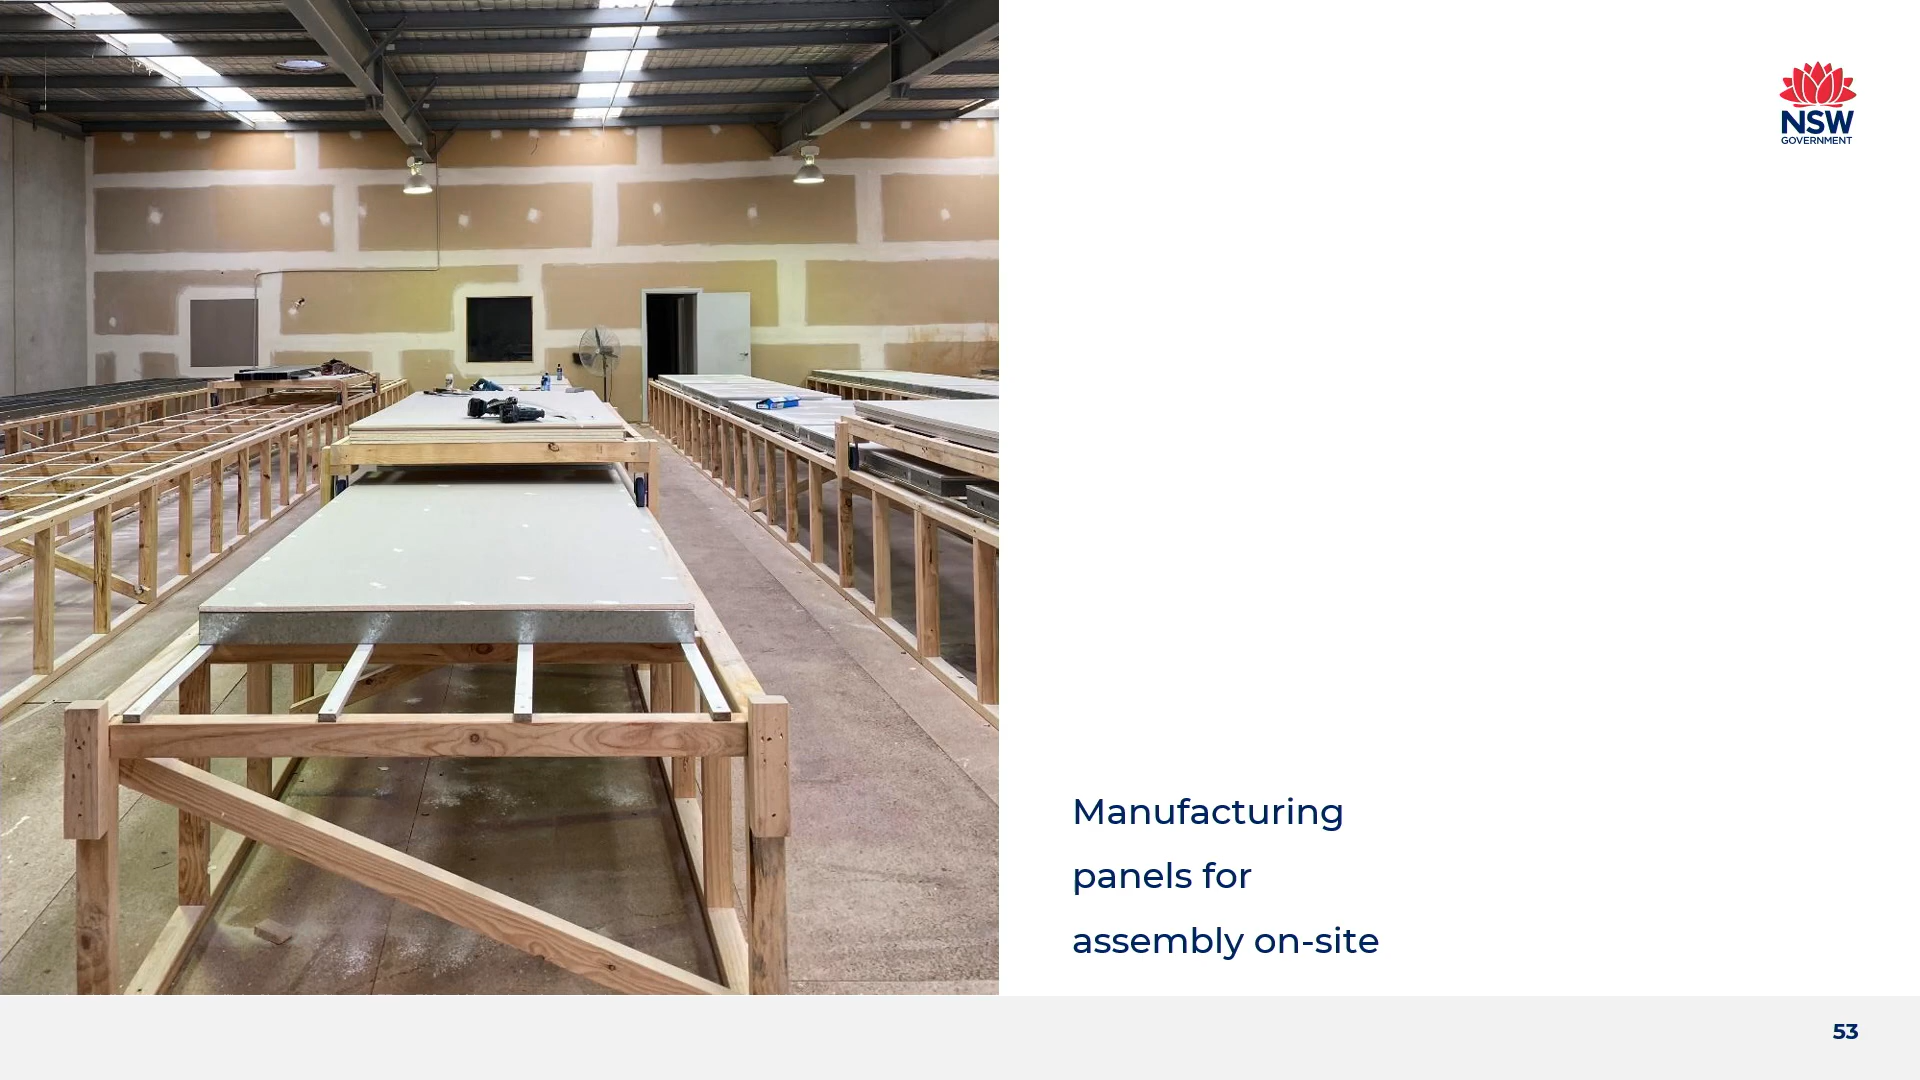 NSW
GOVERNMENT
Manufacturing
panels for
assembly on-site
53